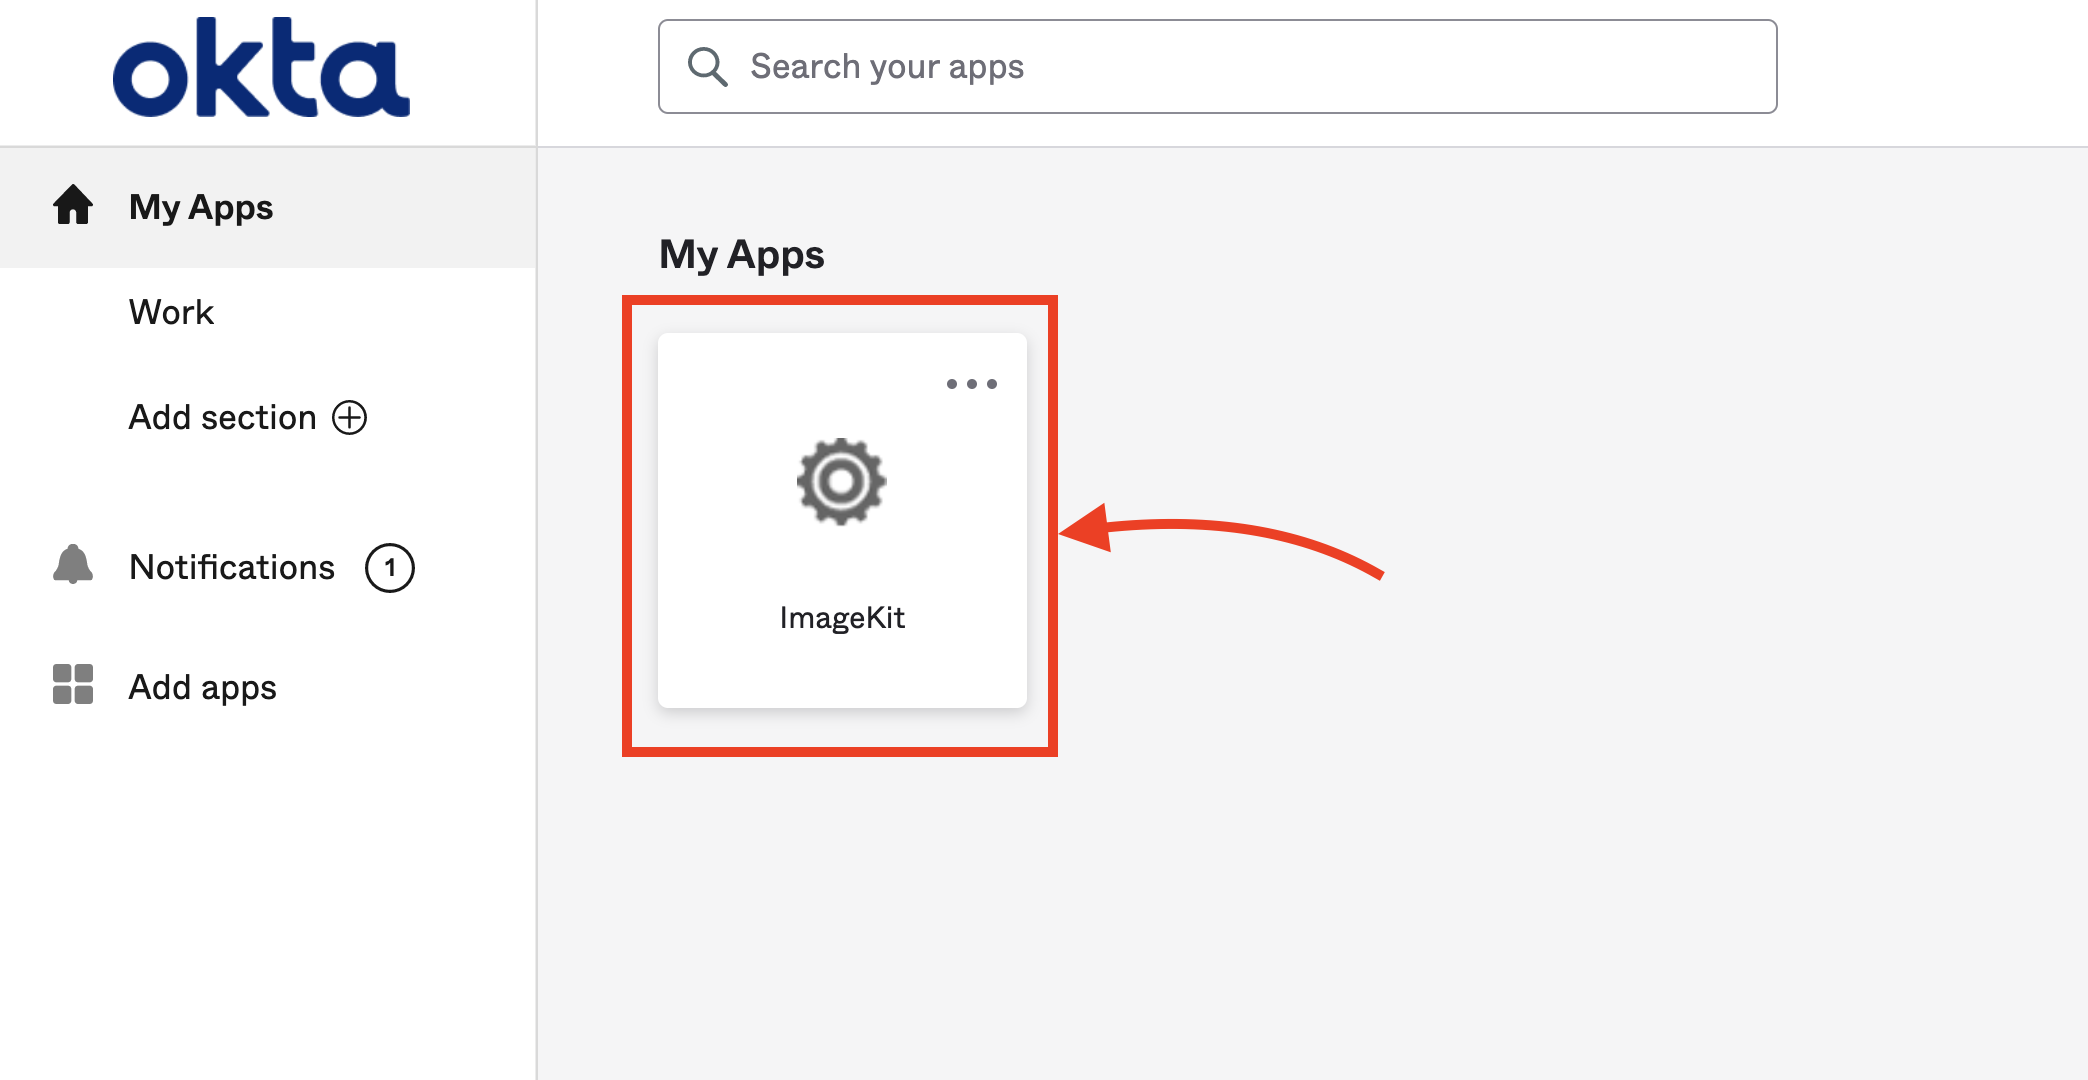 okta
Search your apps
My Apps
Work
Add section
Notifications 1
Add apps
My Apps
ImageKit